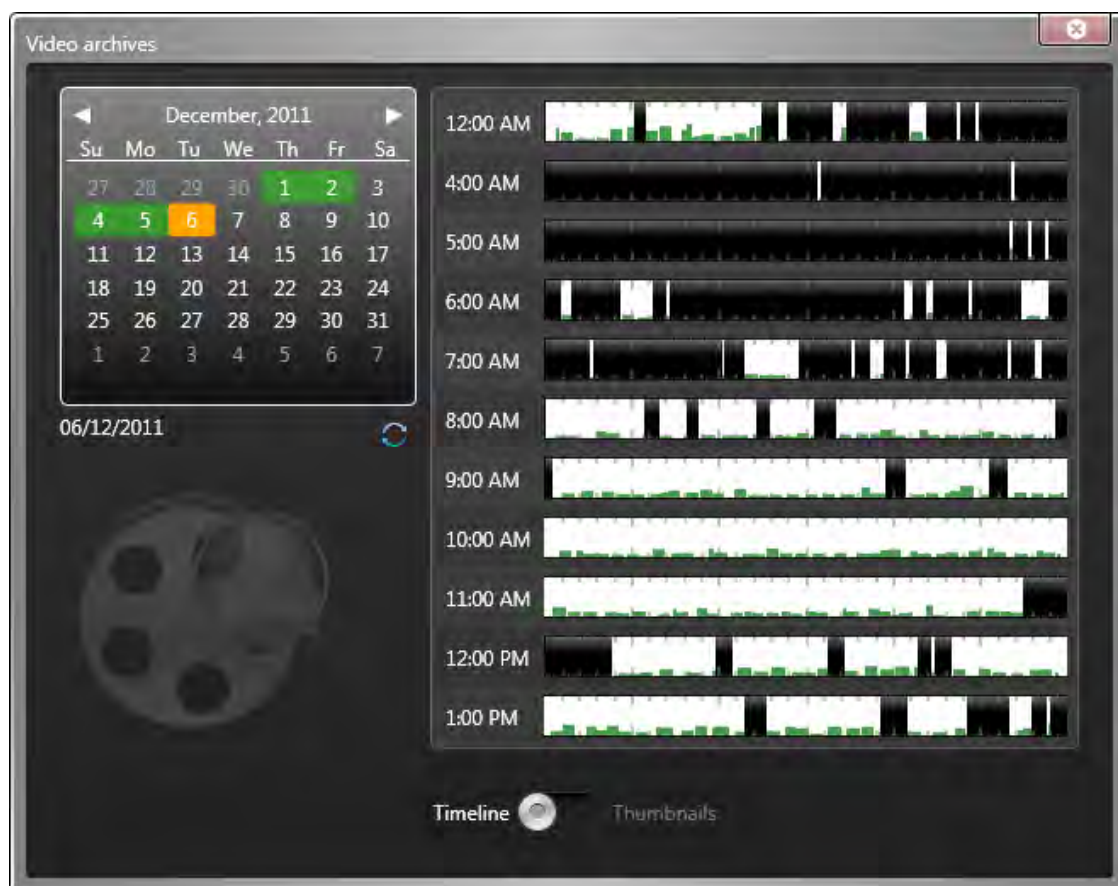 Video archives
December, 2011
Su Mo Tu We Th Fr Sa
27 28 29 30 1 2 3
4 5 6 7 8 9 10
11 12 13 14 15 16 17
18 19 20 21 22 23 24
25 26 27 28 29 30 31
1 2 3 4 5 6 7
06/12/2011
12:00 AM
4:00 AM
5:00 AM
6:00 AM
7:00 AM
8:00 AM
9:00 AM
10:00 AM
11:00 AM
12:00 PM
1:00 PM
Timeline Thumbnails